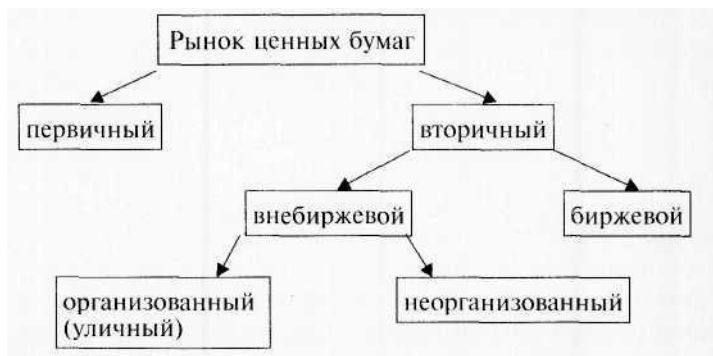 Рынок ценных бумаг
первичный
вторичный
внебиржевой
биржевой
организованный
(уличный)
неорганизованный